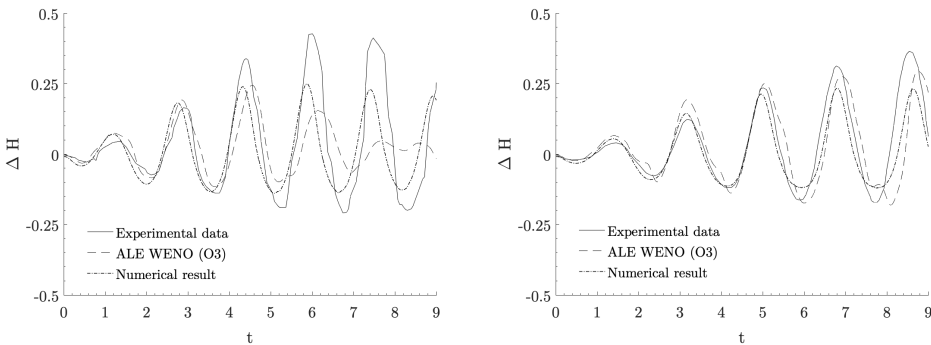 0.5
0.25
0
-0.25
-0.5
Δ H
Experimental data
ALE WENO (O3)
Numerical result
0 1 2 3 4 5 6 7 8 9
t
0.5
0.25
0
-0.25
-0.5
Δ H
Experimental data
ALE WENO (O3)
Numerical result
0 1 2 3 4 5 6 7 8 9
t